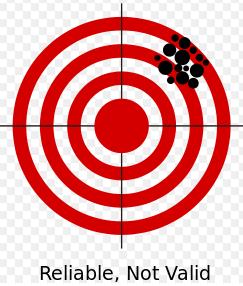 Reliable, Not Valid